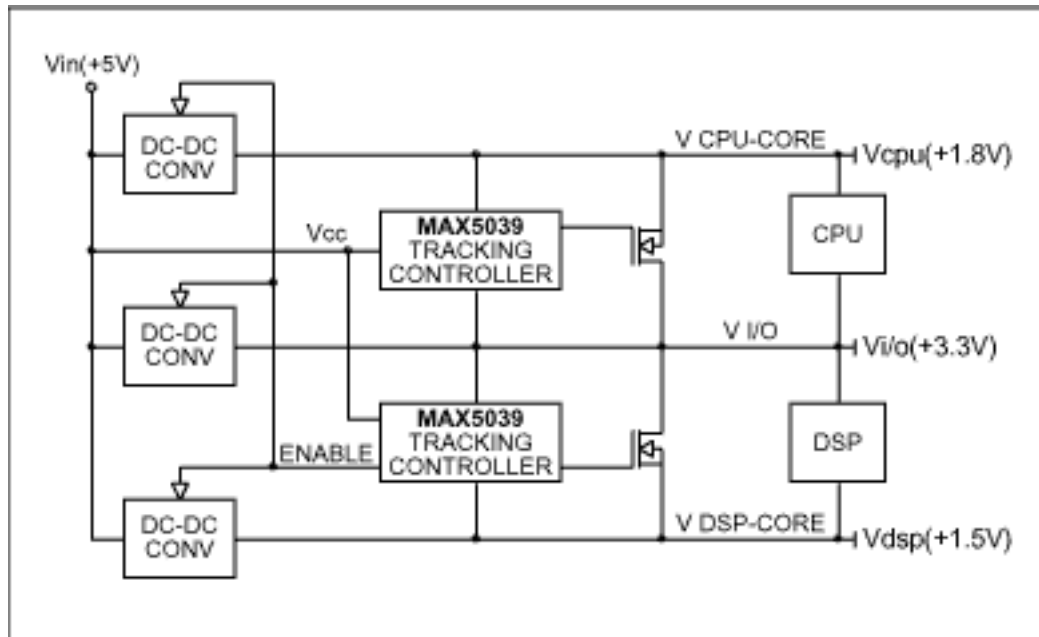 Vin(+5V)
DC-DC
CONV
V CPU-CORE
Vcpu(+1.8V)
Vcc
MAX5039
TRACKING
CONTROLLER
CPU
DC-DC
CONV
V I/O
Vi/o(+3.3V)
MAX5039
TRACKING
CONTROLLER
ENABLE
DSP
DC-DC
CONV
V DSP-CORE
Vdsp(+1.5V)